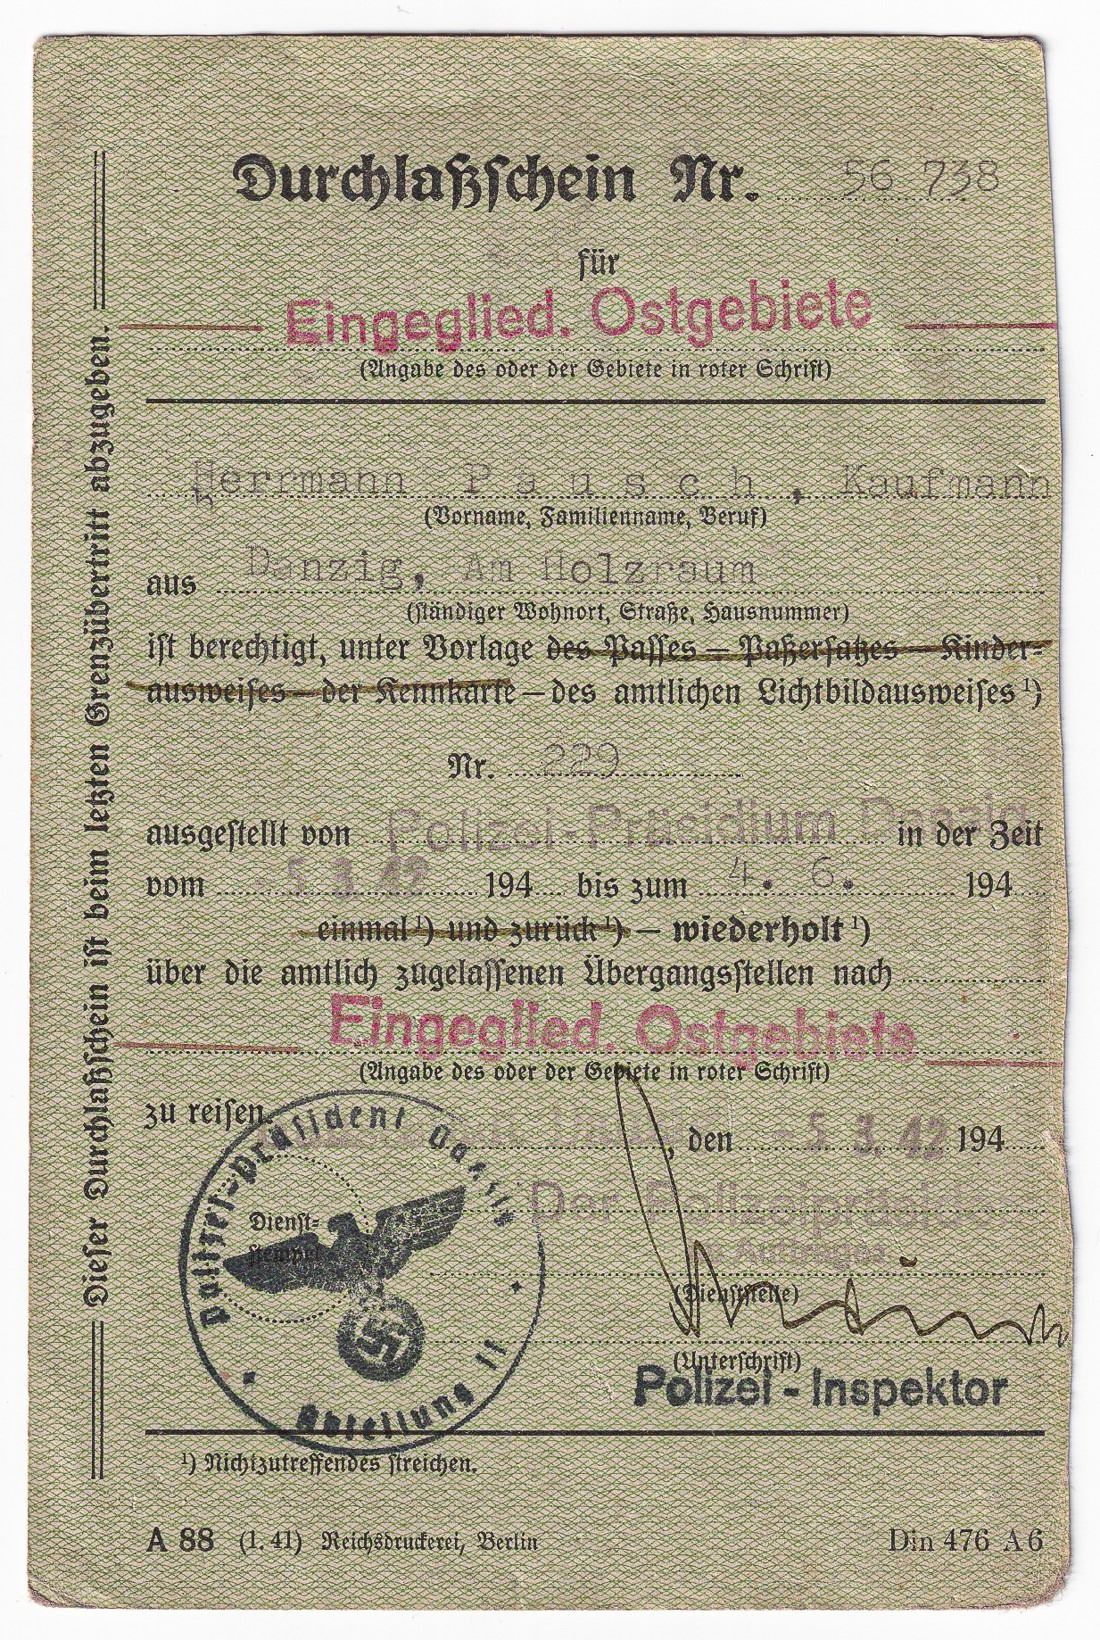 Durchlaßschein Nr. 56 738
für
Eingeglied. Ostgebiete
(Angabe des oder der Gebiete in roter Schrift)
Herrmann Pausch, Kaufmann
(Vorname, Familienname, Beruf)
aus Danzig, Am Holzraum
(ständiger Wohnort, Straße, Hausnummer)
ist berechtigt, unter Vorlage des Passes — Paßersatzes — Kinder-
ausweises — der Kennkarte — des amtlichen Lichtbildausweises ¹)
Nr. 229
ausgestellt von Polizei-Präsidium Danzig in der Zeit
vom - 5. 3. 42 194 bis zum 4. 6. 194
einmal ¹) und zurück ¹) — wiederholt ¹)
über die amtlich zugelassenen Übergangsstellen nach
Eingeglied. Ostgebiete
(Angabe des oder der Gebiete in roter Schrift)
zu reisen.
, den - 5. 3. 42 194
Der Polizeipräsident
Auftrages
(Dienststelle)
(Unterschrift)
Polizei - Inspektor
Dienst-
stempel
Polizei-Präsident Danzig
Abteilung II
¹) Nichtzutreffendes streichen.
A 88 (1. 41) Reichsdruckerei, Berlin Din 476 A 6
Dieser Durchlaßschein ist beim letzten Grenzübertritt abzugeben.